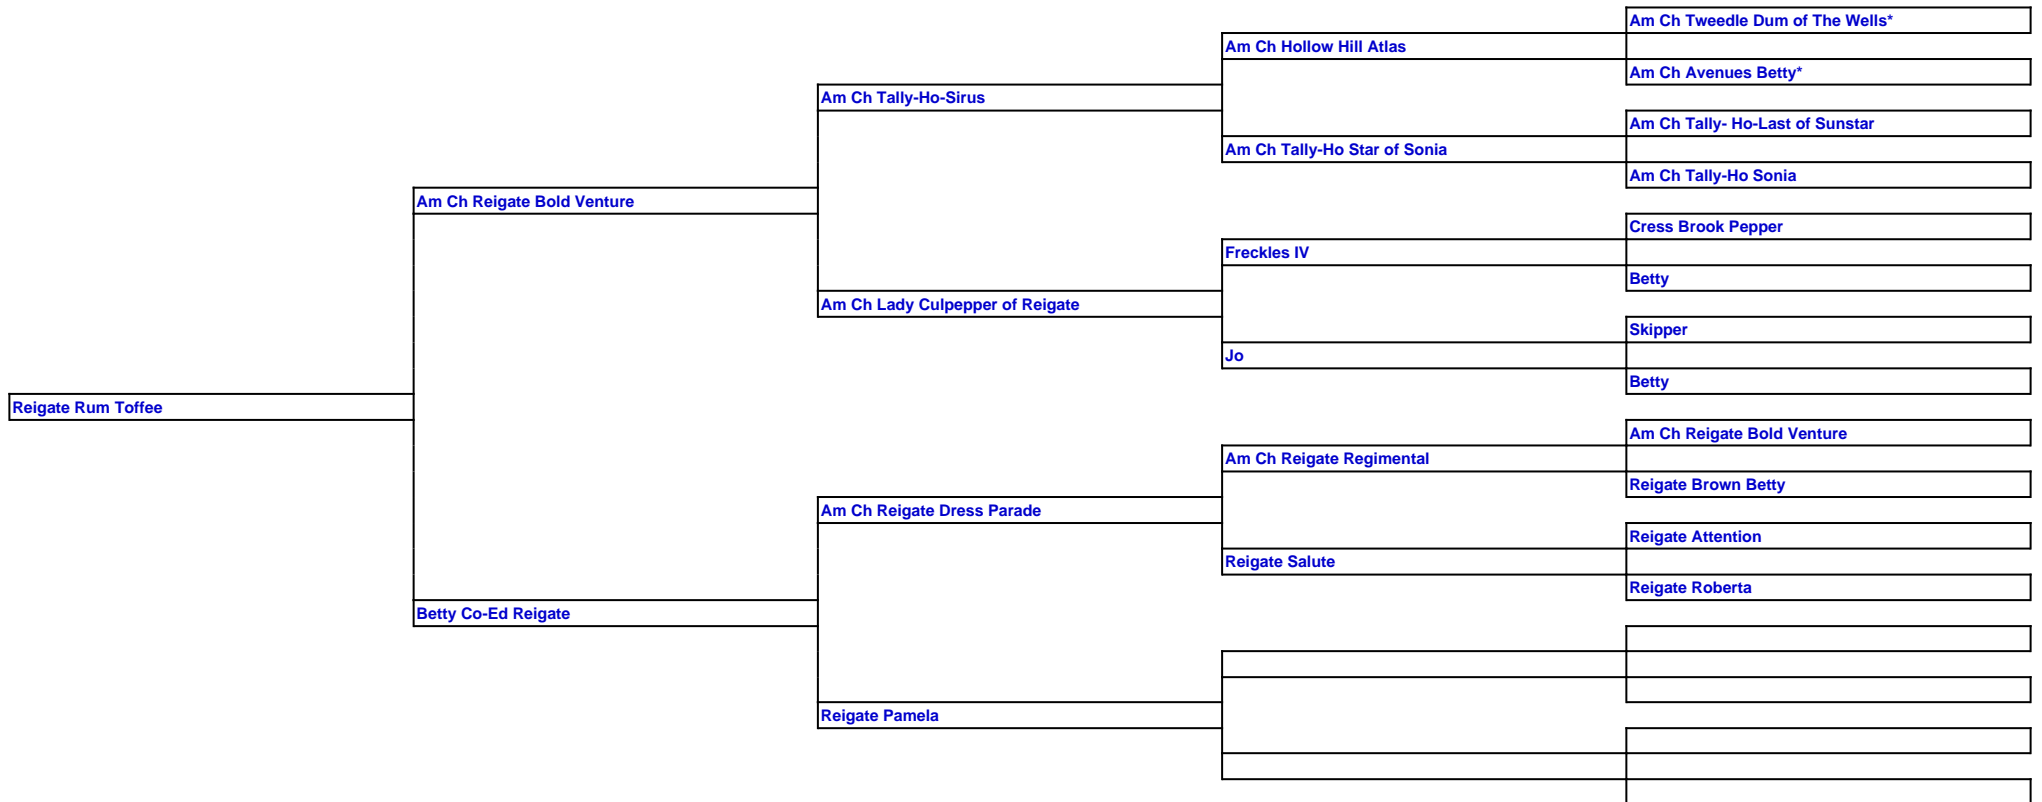 Am Ch Tweedle Dum of The Wells*
Am Ch Hollow Hill Atlas
Am Ch Avenues Betty*
Am Ch Tally-Ho-Sirus
Am Ch Tally- Ho-Last of Sunstar
Am Ch Tally-Ho Star of Sonia
Am Ch Tally-Ho Sonia
Am Ch Reigate Bold Venture
Cress Brook Pepper
Freckles IV
Betty
Am Ch Lady Culpepper of Reigate
Skipper
Jo
Betty
Reigate Rum Toffee
Am Ch Reigate Bold Venture
Am Ch Reigate Regimental
Reigate Brown Betty
Am Ch Reigate Dress Parade
Reigate Attention
Reigate Salute
Reigate Roberta
Betty Co-Ed Reigate
Reigate Pamela